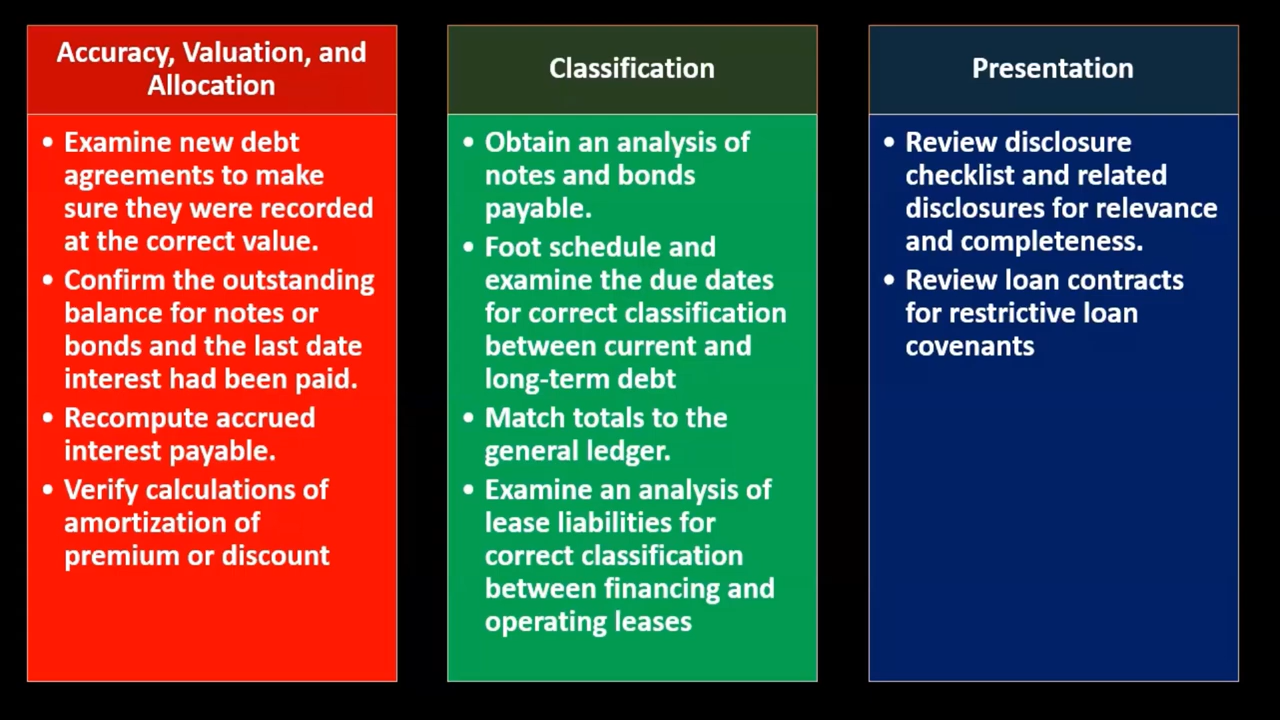 Accuracy, Valuation, and
Allocation
• Examine new debt
agreements to make
sure they were recorded
at the correct value.
• Confirm the outstanding
balance for notes or
bonds and the last date
interest had been paid.
• Recompute accrued
interest payable.
• Verify calculations of
amortization of
premium or discount
Classification
• Obtain an analysis of
notes and bonds
payable.
• Foot schedule and
examine the due dates
for correct classification
between current and
long-term debt
• Match totals to the
general ledger.
• Examine an analysis of
lease liabilities for
correct classification
between financing and
operating leases
Presentation
• Review disclosure
checklist and related
disclosures for relevance
and completeness.
• Review loan contracts
for restrictive loan
covenants